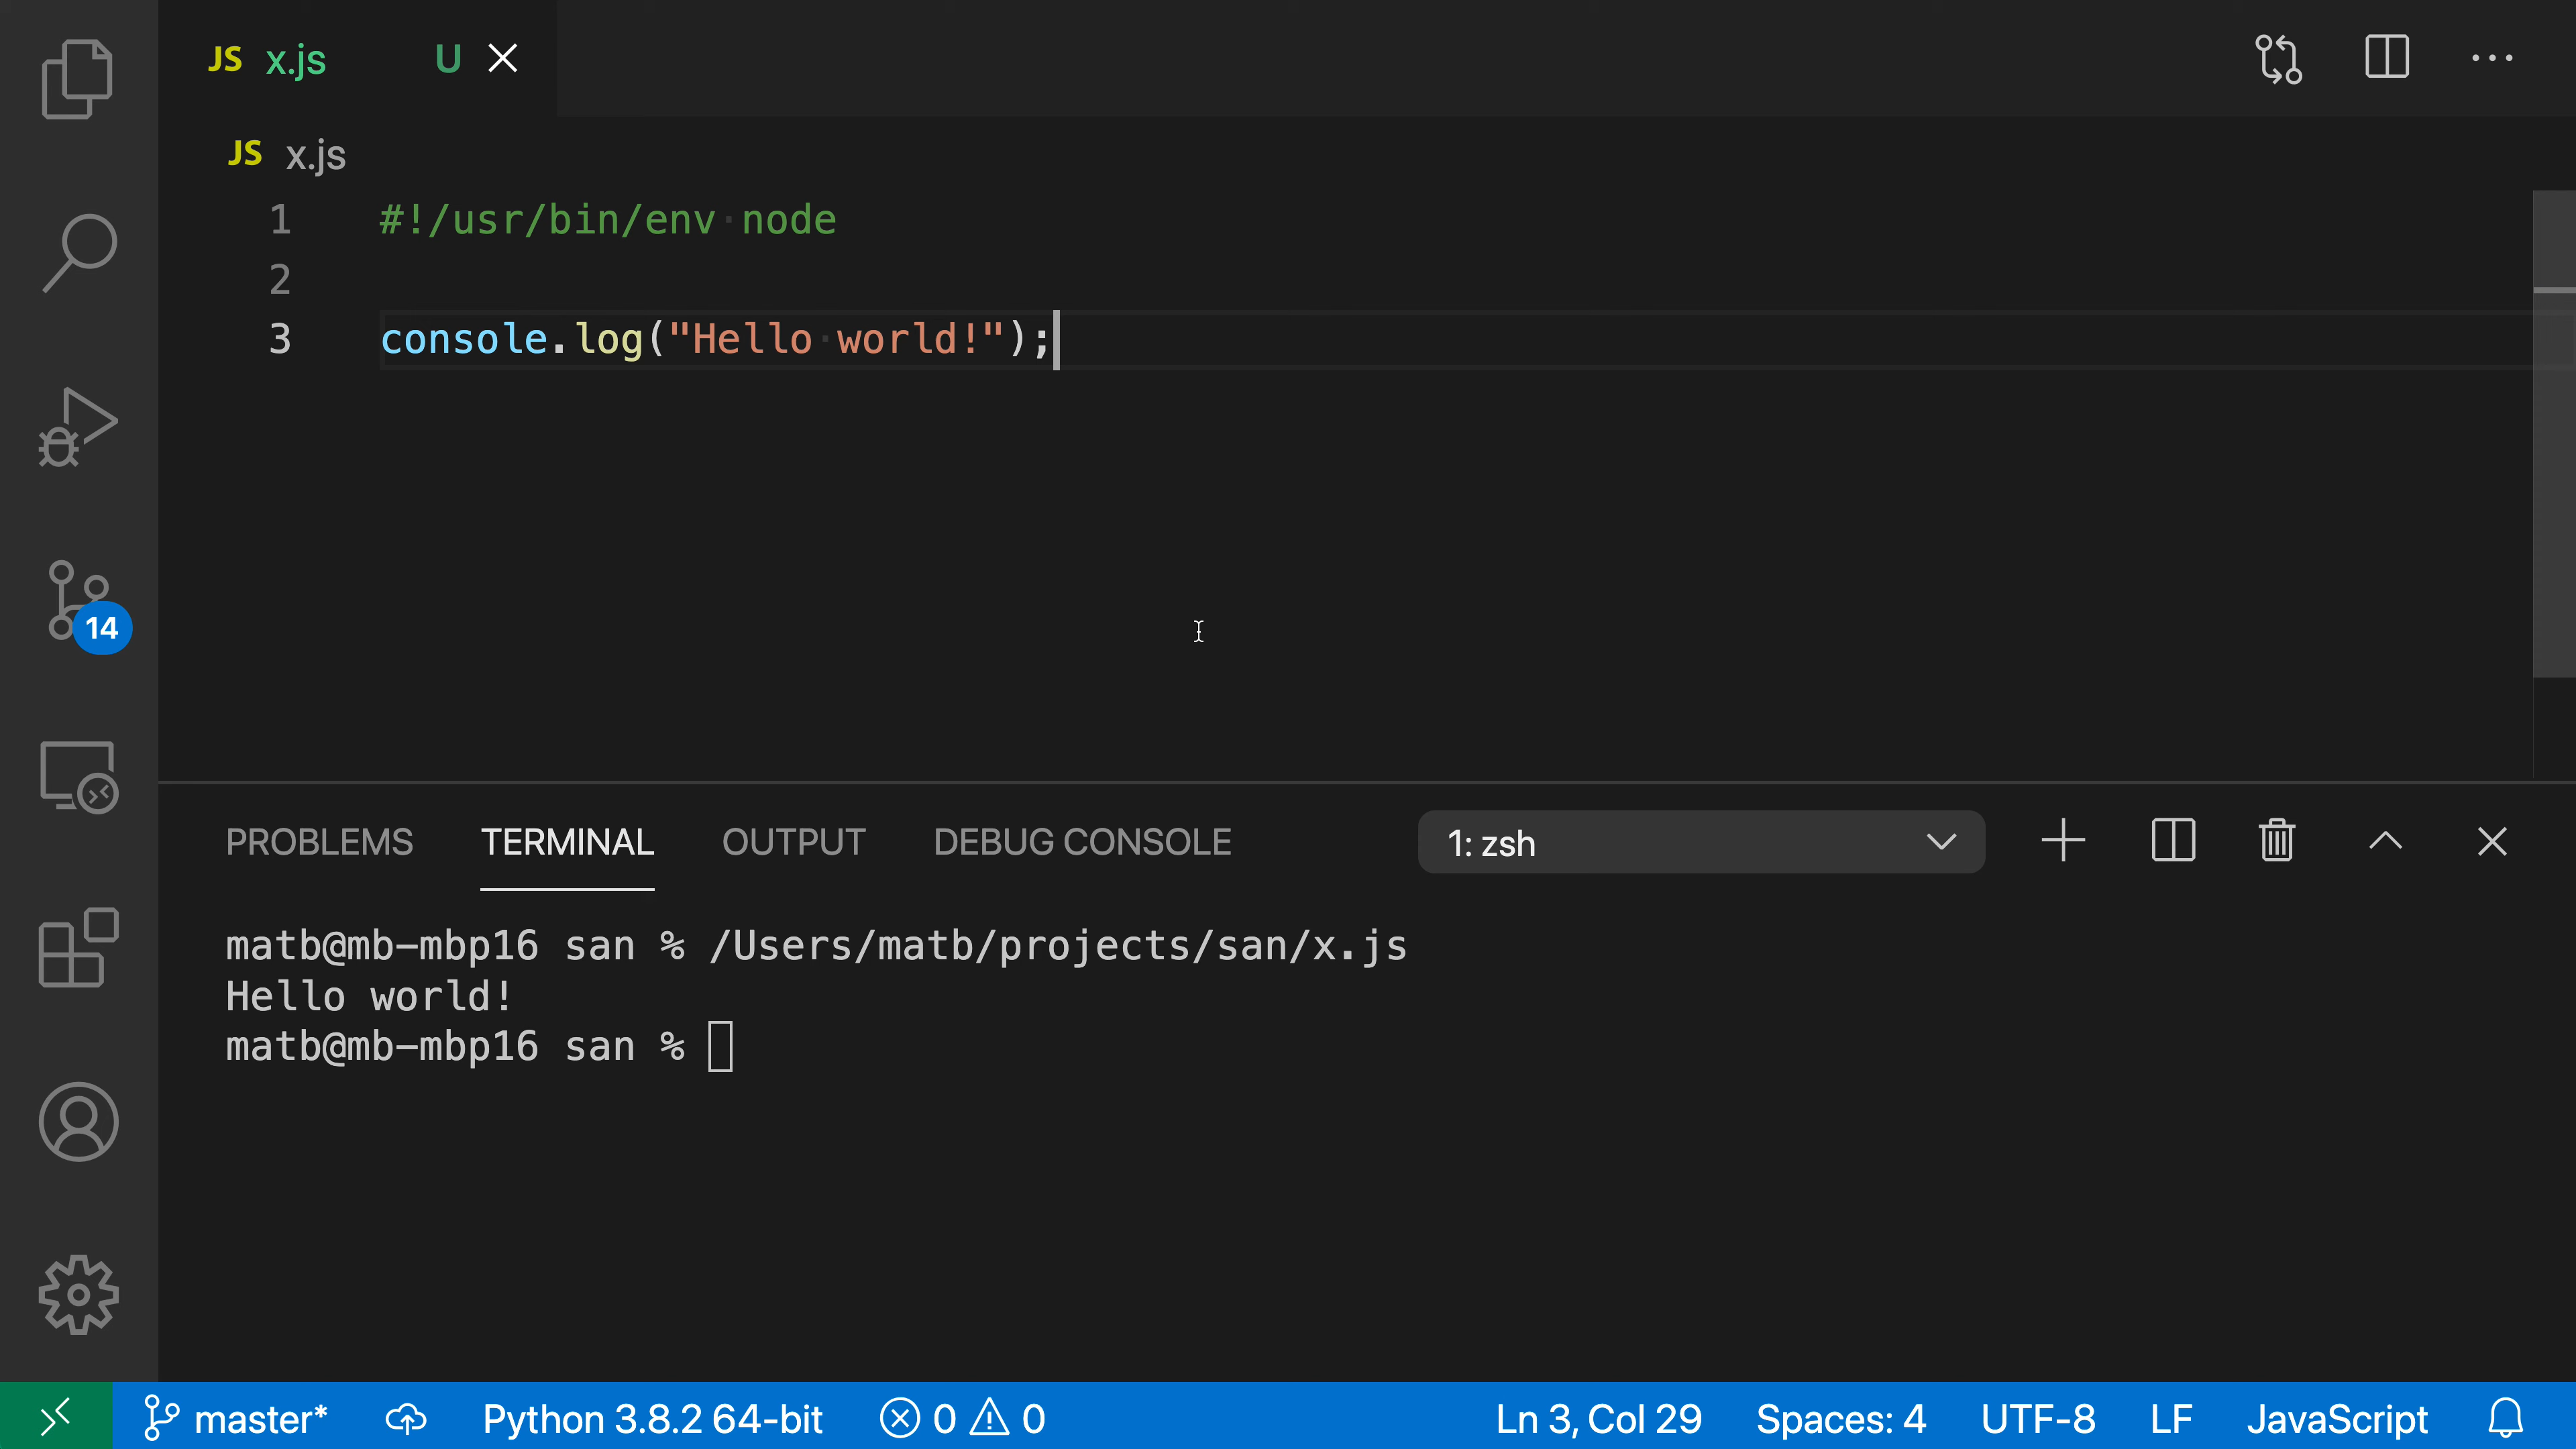 JS x.js U
JS x.js
1 #!/usr/bin/env·node
2
3 console.log("Hello·world!");
14
PROBLEMS TERMINAL OUTPUT DEBUG CONSOLE 1: zsh
matb@mb-mbp16 san % /Users/matb/projects/san/x.js
Hello world!
matb@mb-mbp16 san %
master* Python 3.8.2 64-bit 0 0 Ln 3, Col 29 Spaces: 4 UTF-8 LF JavaScript